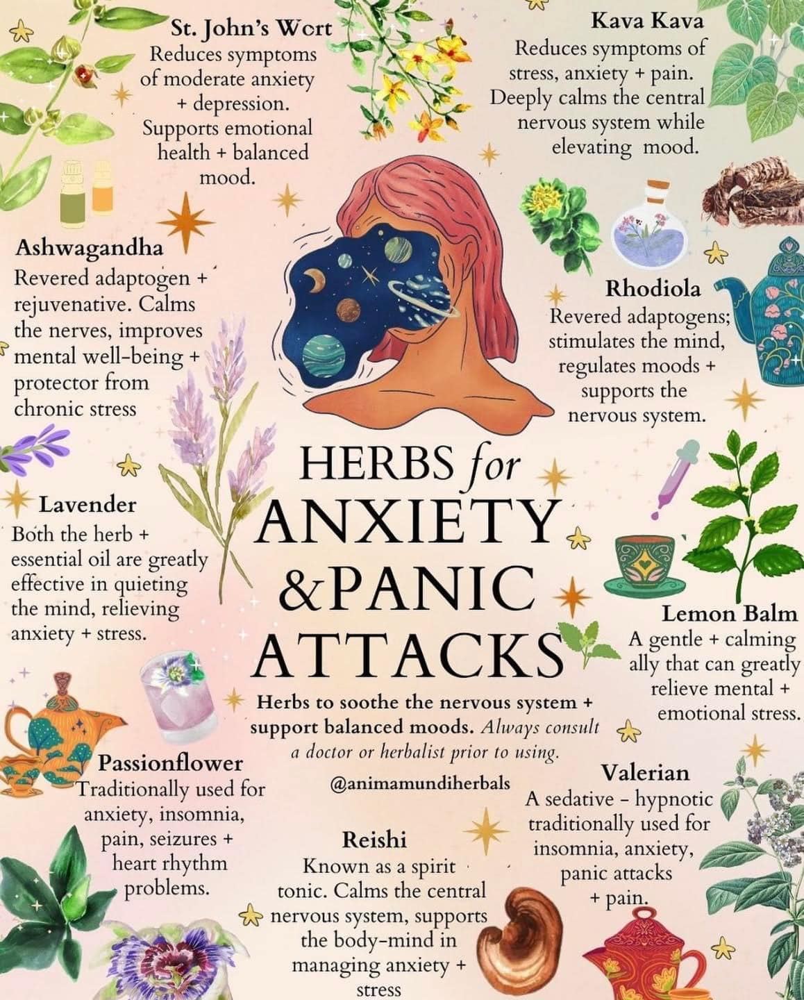 St. John's Wort
Reduces symptoms
of moderate anxiety
+ depression.
Supports emotional
health + balanced
mood.
Kava Kava
Reduces symptoms of
stress, anxiety + pain.
Deeply calms the central
nervous system while
elevating mood.
Ashwagandha
Revered adaptogen +
rejuvenative. Calms
the nerves, improves
mental well-being +
protector from
chronic stress
Rhodiola
Revered adaptogens;
stimulates the mind,
regulates moods +
supports the
nervous system.
HERBS for
ANXIETY
&PANIC
ATTACKS
Herbs to soothe the nervous system +
support balanced moods. Always consult
a doctor or herbalist prior to using.
@animamundiherbals
Lavender
Both the herb +
essential oil are greatly
effective in quieting
the mind, relieving
anxiety + stress.
Lemon Balm
A gentle + calming
ally that can greatly
relieve mental +
emotional stress.
Passionflower
Traditionally used for
anxiety, insomnia,
pain, seizures +
heart rhythm
problems.
Reishi
Known as a spirit
tonic. Calms the central
nervous system, supports
the body-mind in
managing anxiety +
stress
Valerian
A sedative - hypnotic
traditionally used for
insomnia, anxiety,
panic attacks
+ pain.